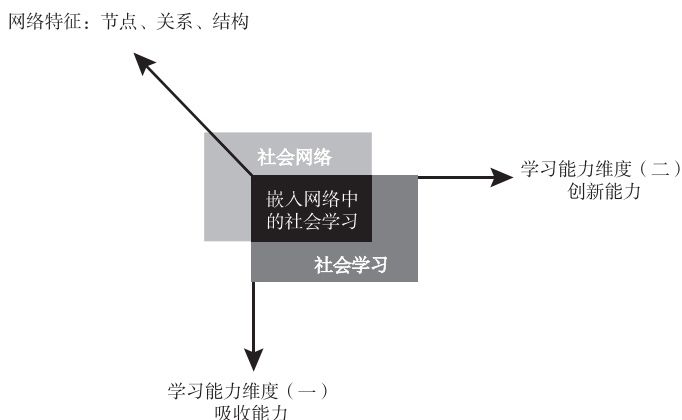 网络特征：节点、关系、结构
社会网络
学习能力维度（二）
创新能力
嵌入网络中
的社会学习
社会学习
学习能力维度（一）
吸收能力